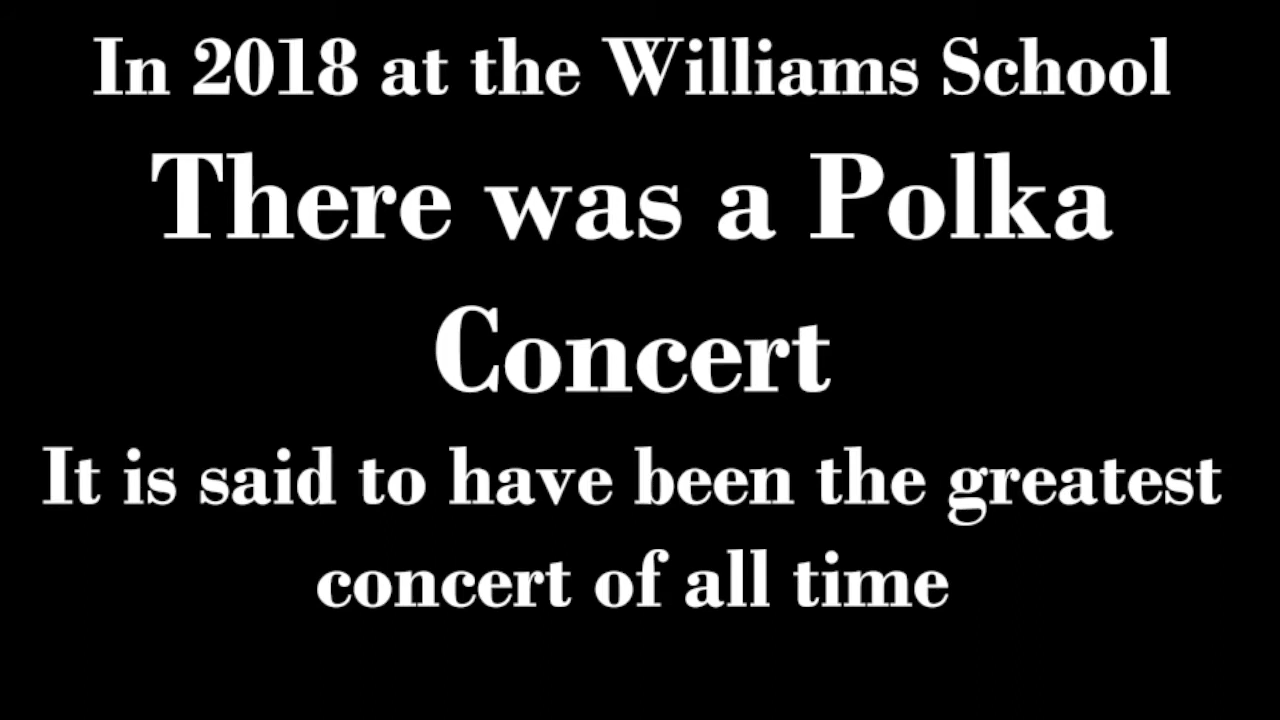 In 2018 at the Williams School
There was a Polka
Concert
It is said to have been the greatest
concert of all time